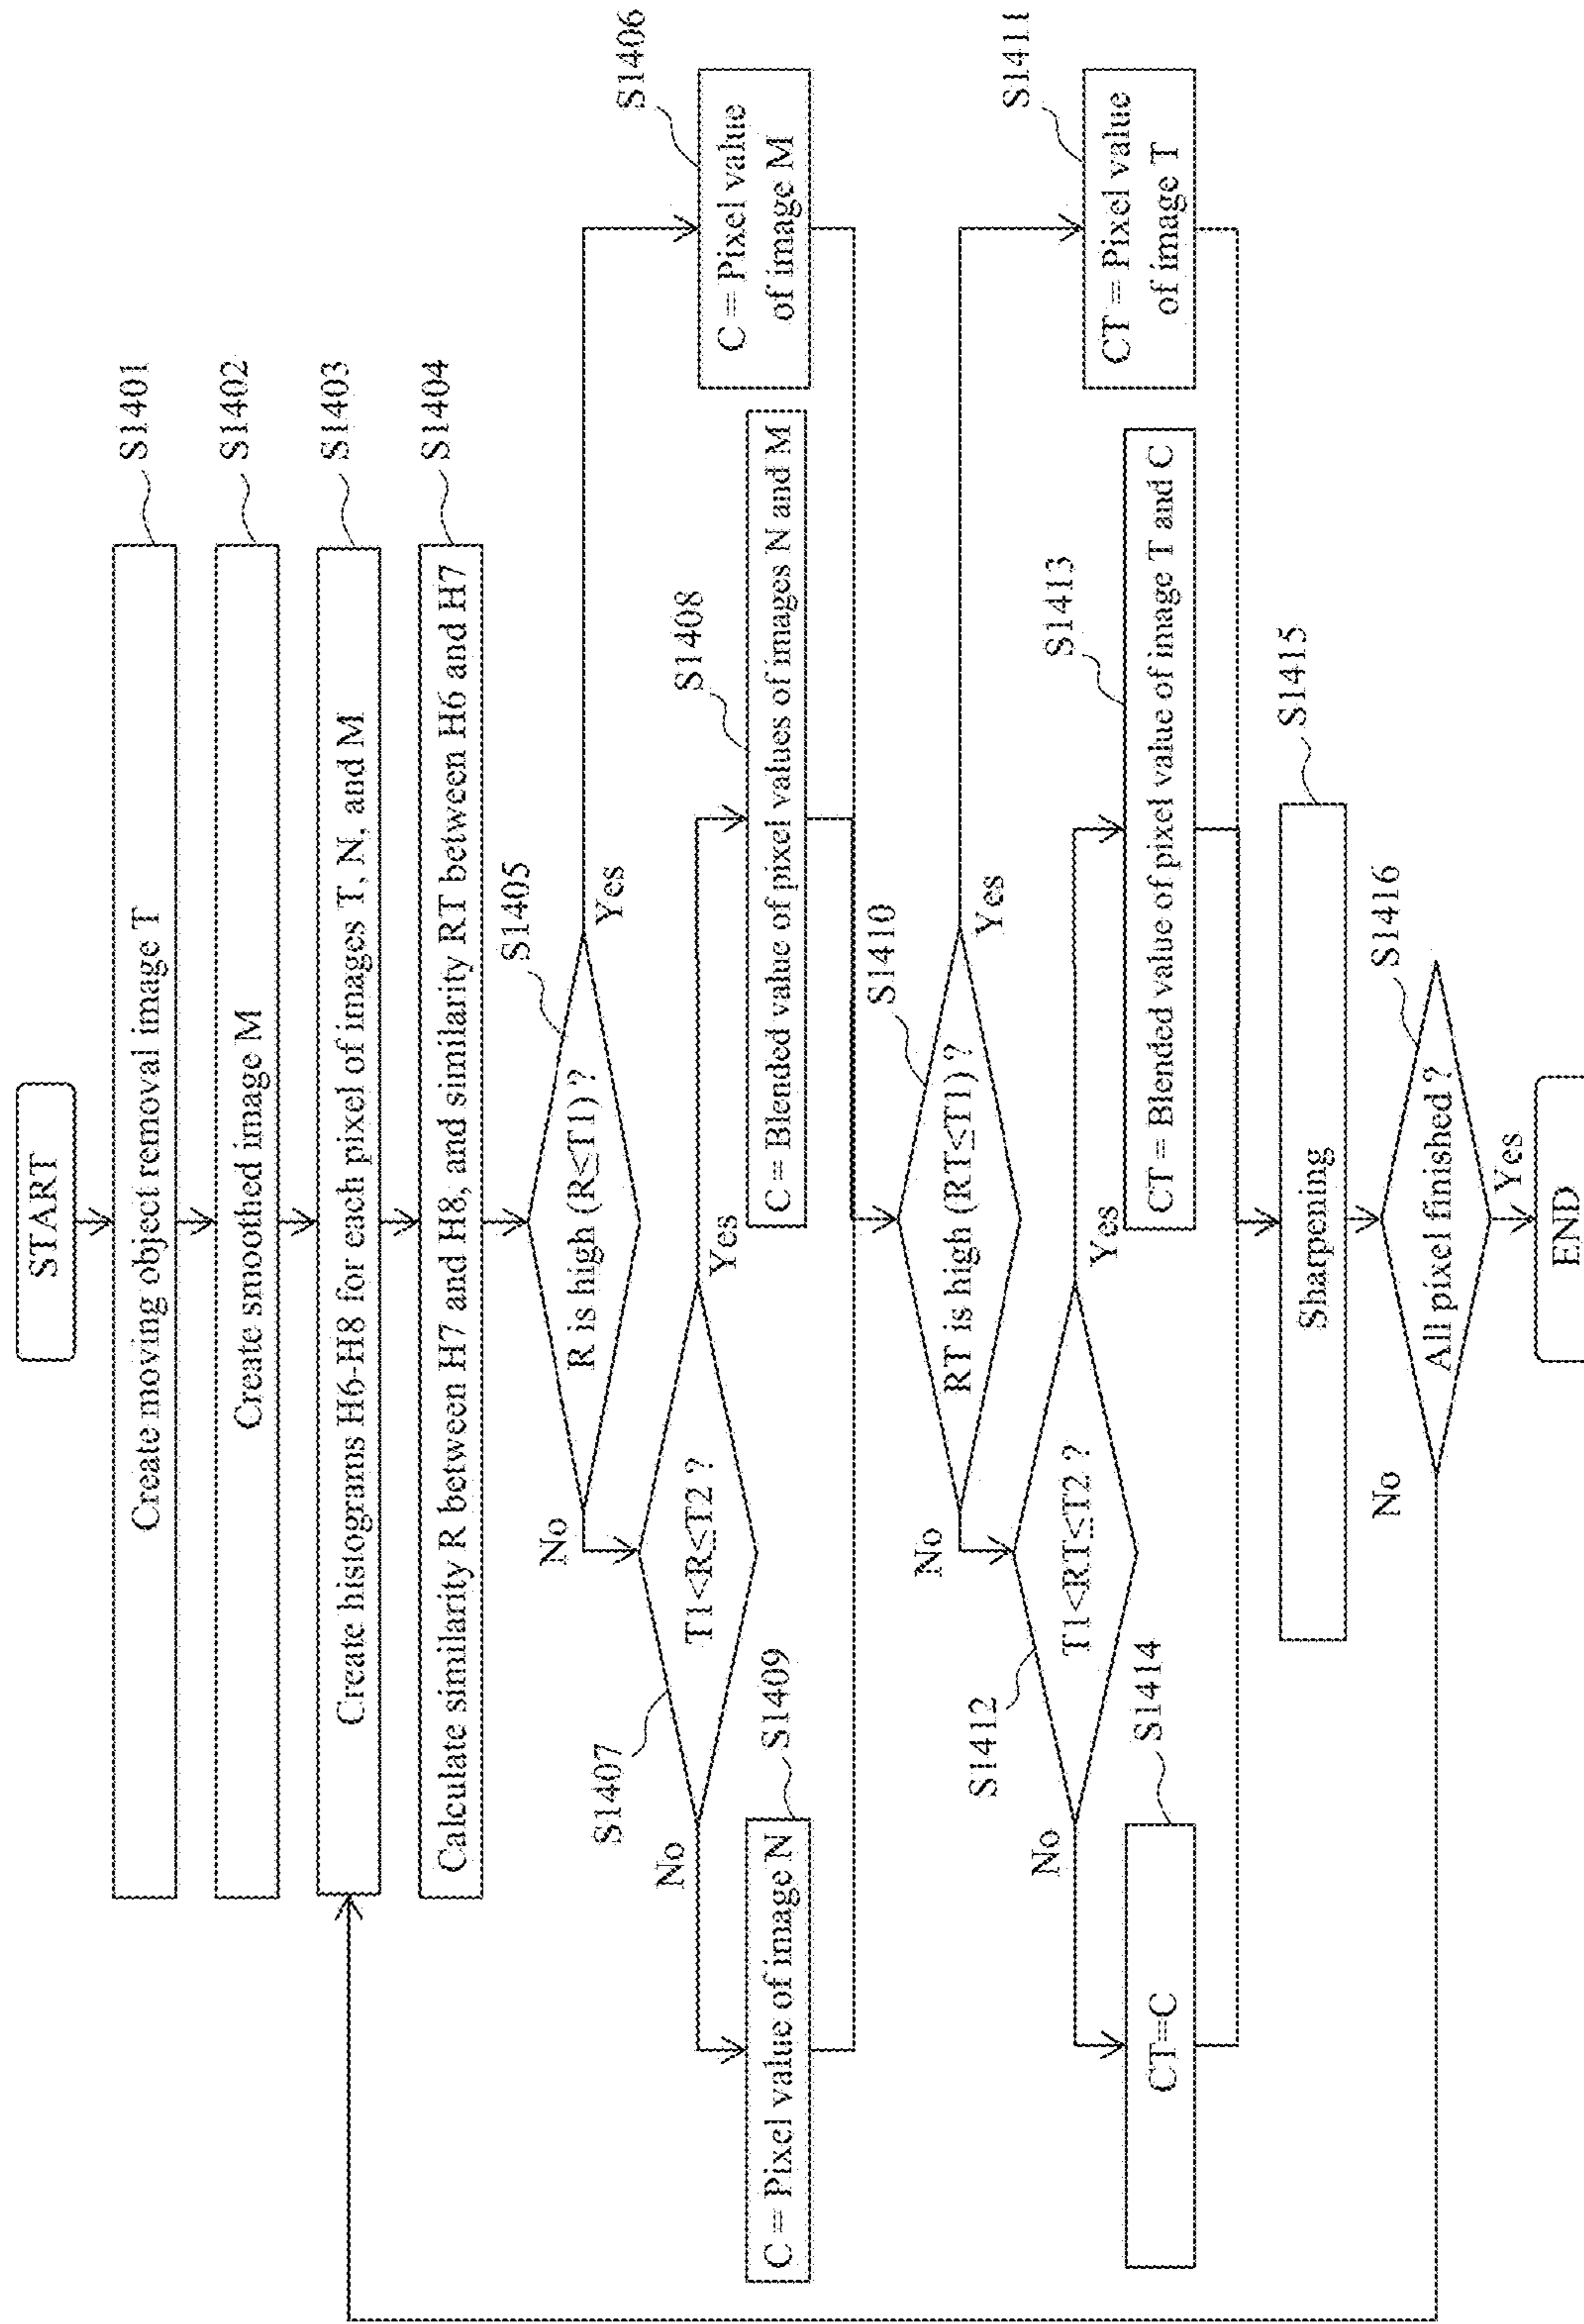 START
Create moving object removal image T
S1401
Create smoothed image M
S1402
Create histograms H6-H8 for each pixel of images T, N, and M
S1403
Calculate similarity R between H7 and H8, and similarity RT between H6 and H7
S1404
R is high (R≤T1) ?
S1405
No
Yes
C = Pixel value
of image M
S1406
T1<R≤T2 ?
S1407
No
Yes
C = Blended value of pixel values of images N and M
S1408
C = Pixel value of image N
S1409
RT is high (RT≤T1) ?
S1410
No
Yes
CT = Pixel value
of image T
S1411
T1<RT≤T2 ?
S1412
No
Yes
CT = Blended value of pixel value of image T and C
S1413
CT=C
S1414
Sharpening
S1415
All pixel finished ?
S1416
No
Yes
END